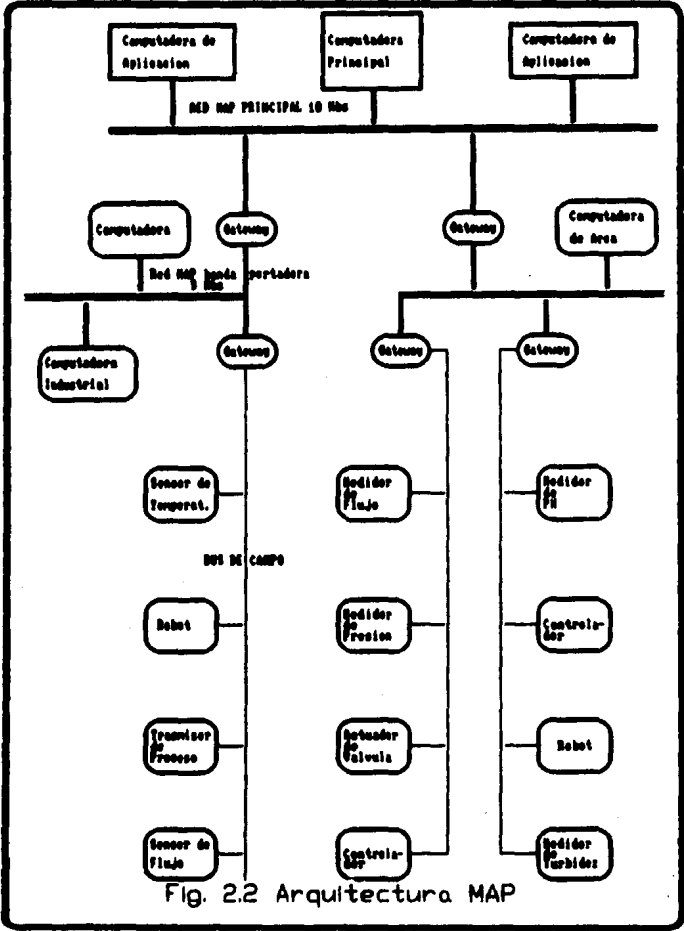 Computadora de
Aplicacion
Computadora
Principal
Computadora de
Aplicacion
RED MAP PRINCIPAL 10 Mbs
Computadora
Gateway
Gateway
Computadora
de Area
Red MAP banda portadora
5 Mbs
Computadora
Industrial
Gateway
Gateway
Gateway
Sensor de
Temperat.
Medidor
de
Flujo
Medidor
de
PH
BUS DE CAMPO
Robot
Medidor
de
Presion
Controla-
dor
Trasmisor
de
Proceso
Actuador
de
Valvula
Robot
Sensor de
Flujo
Controla-
dor
Medidor
de
Turbidez
Fig. 2.2 Arquitectura MAP